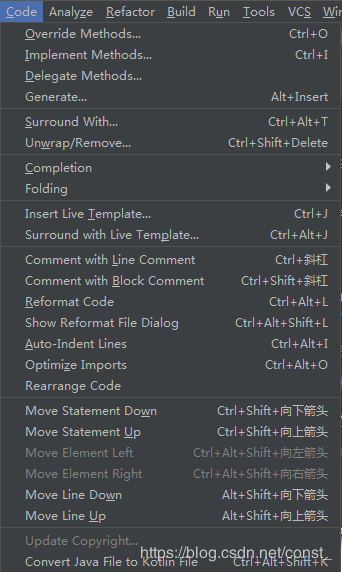 Code Analyze Refactor Build Run Tools VCS
Override Methods... Ctrl+O
Implement Methods... Ctrl+I
Delegate Methods...
Generate... Alt+Insert
Surround With... Ctrl+Alt+T
Unwrap/Remove... Ctrl+Shift+Delete
Completion
Folding
Insert Live Template... Ctrl+J
Surround with Live Template... Ctrl+Alt+J
Comment with Line Comment Ctrl+斜杠
Comment with Block Comment Ctrl+Shift+斜杠
Reformat Code Ctrl+Alt+L
Show Reformat File Dialog Ctrl+Alt+Shift+L
Auto-Indent Lines Ctrl+Alt+I
Optimize Imports Ctrl+Alt+O
Rearrange Code
Move Statement Down Ctrl+Shift+向下箭头
Move Statement Up Ctrl+Shift+向上箭头
Move Element Left Ctrl+Alt+Shift+向左箭头
Move Element Right Ctrl+Alt+Shift+向右箭头
Move Line Down Alt+Shift+向下箭头
Move Line Up Alt+Shift+向上箭头
Update Copyright...
https://blog.csdn.net/const_
Convert Java File to Kotlin File Ctrl+Alt+Shift+K